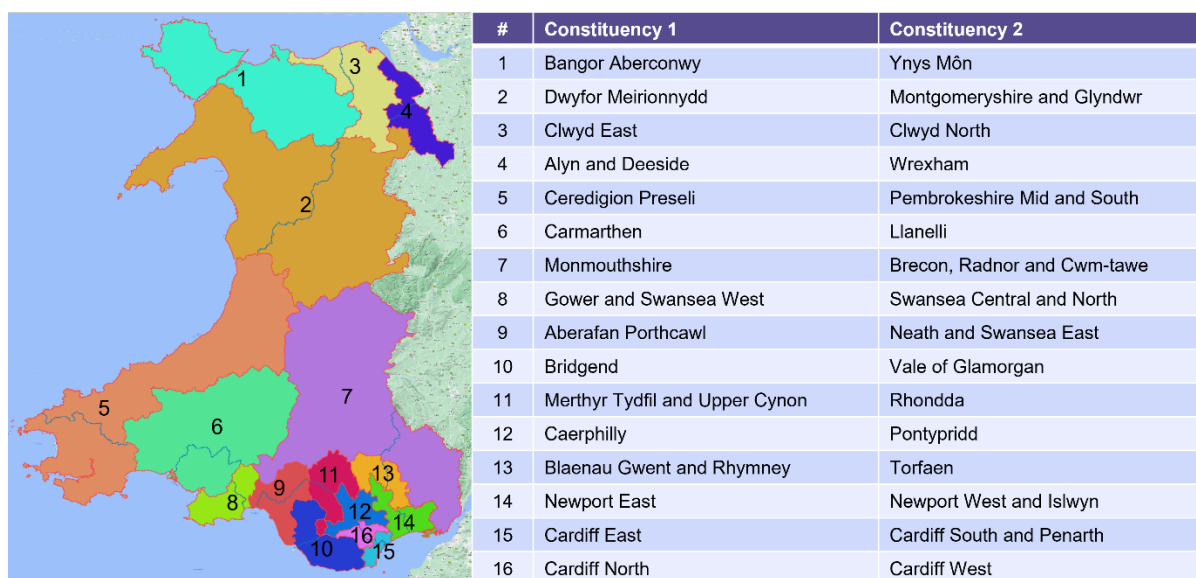 # Constituency 1 Constituency 2
1 Bangor Aberconwy Ynys Môn
2 Dwyfor Meirionnydd Montgomeryshire and Glyndwr
3 Clwyd East Clwyd North
4 Alyn and Deeside Wrexham
5 Ceredigion Preseli Pembrokeshire Mid and South
6 Carmarthen Llanelli
7 Monmouthshire Brecon, Radnor and Cwm-tawe
8 Gower and Swansea West Swansea Central and North
9 Aberafan Porthcawl Neath and Swansea East
10 Bridgend Vale of Glamorgan
11 Merthyr Tydfil and Upper Cynon Rhondda
12 Caerphilly Pontypridd
13 Blaenau Gwent and Rhymney Torfaen
14 Newport East Newport West and Islwyn
15 Cardiff East Cardiff South and Penarth
16 Cardiff North Cardiff West
1
3
4
2
5
6
7
8
9
11
13
12
14
16
10
15